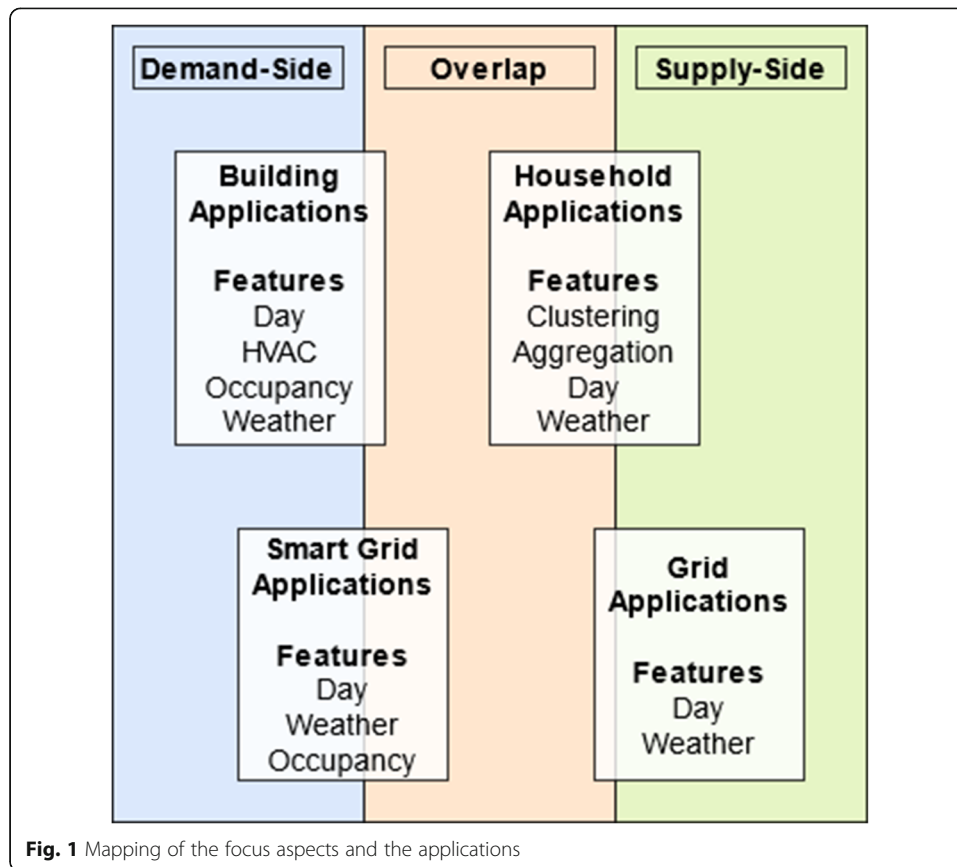 Demand-Side
Overlap
Supply-Side
Building
Applications
Features
Day
HVAC
Occupancy
Weather
Household
Applications
Features
Clustering
Aggregation
Day
Weather
Smart Grid
Applications
Features
Day
Weather
Occupancy
Grid
Applications
Features
Day
Weather
Fig. 1 Mapping of the focus aspects and the applications